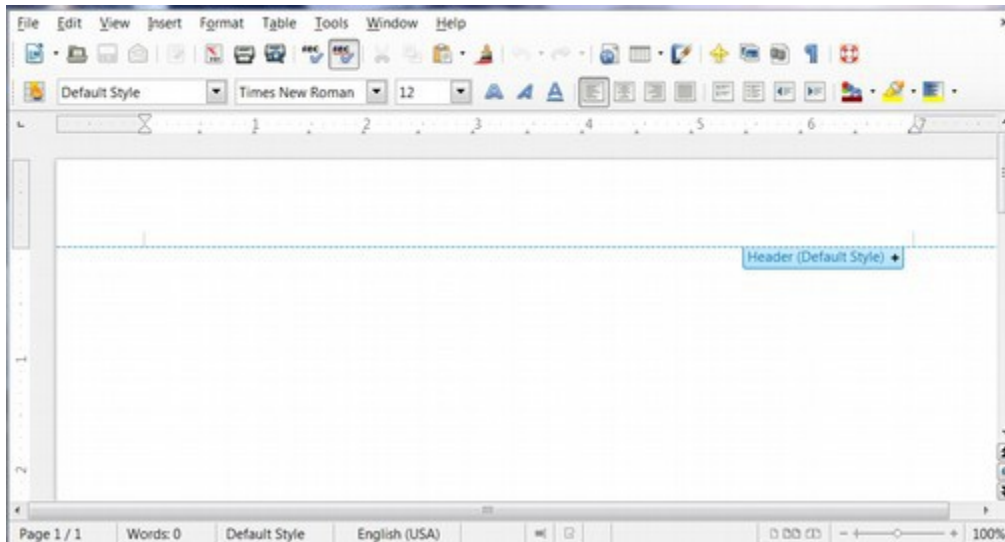 File Edit View Insert Format Table Tools Window Help
Default Style Times New Roman 12
1 2 3 4 5 6 7
Header (Default Style) +
1
2
Page 1 / 1 Words: 0 Default Style English (USA) 100%